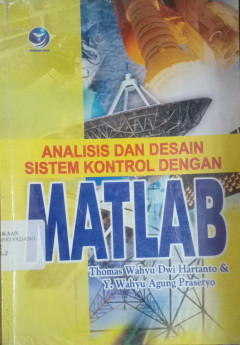 ANALISIS DAN DESAIN
SISTEM KONTROL DENGAN
MATLAB
Thomas Wahyu Dwi Hartanto &
Y. Wahyu Agung Prasetyo